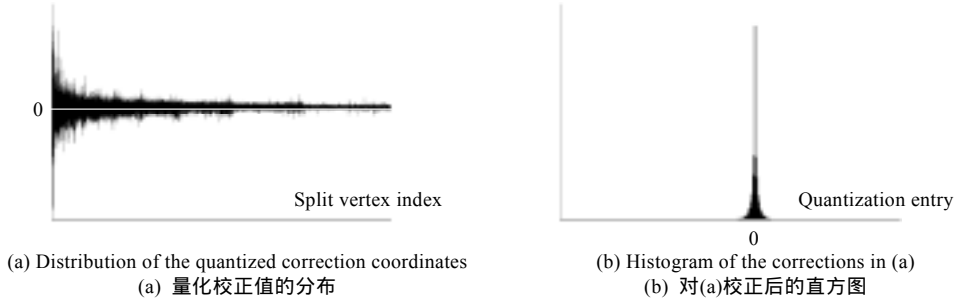 0
Split vertex index
(a) Distribution of the quantized correction coordinates
(a) 量化校正值的分布
Quantization entry
0
(b) Histogram of the corrections in (a)
(b) 对(a)校正后的直方图